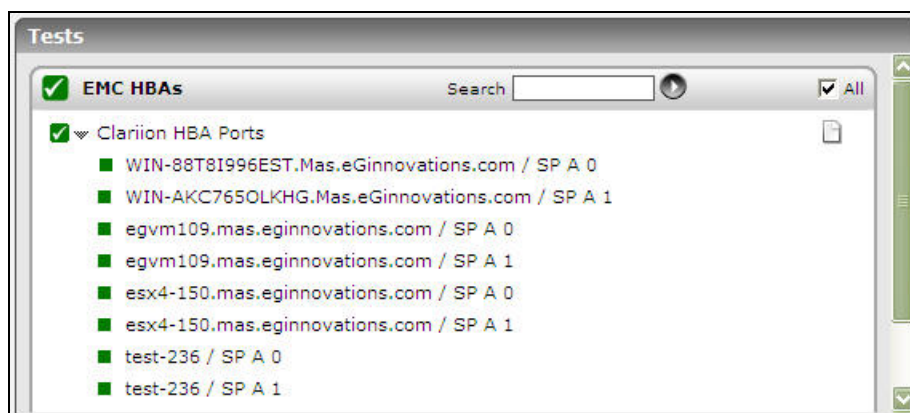 Tests
EMC HBAs Search All
Clariion HBA Ports
WIN-88T8I996EST.Mas.eGinnovations.com / SP A 0
WIN-AKC765OLKHG.Mas.eGinnovations.com / SP A 1
egvm109.mas.eginnovations.com / SP A 0
egvm109.mas.eginnovations.com / SP A 1
esx4-150.mas.eginnovations.com / SP A 0
esx4-150.mas.eginnovations.com / SP A 1
test-236 / SP A 0
test-236 / SP A 1